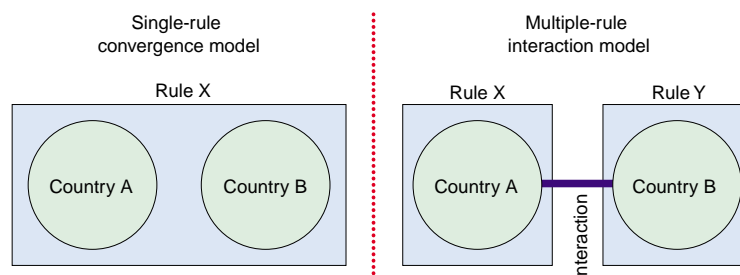 Single-rule
convergence model
Rule X
Country A
Country B
Multiple-rule
interaction model
Rule X
Rule Y
Country A
Country B
Interaction